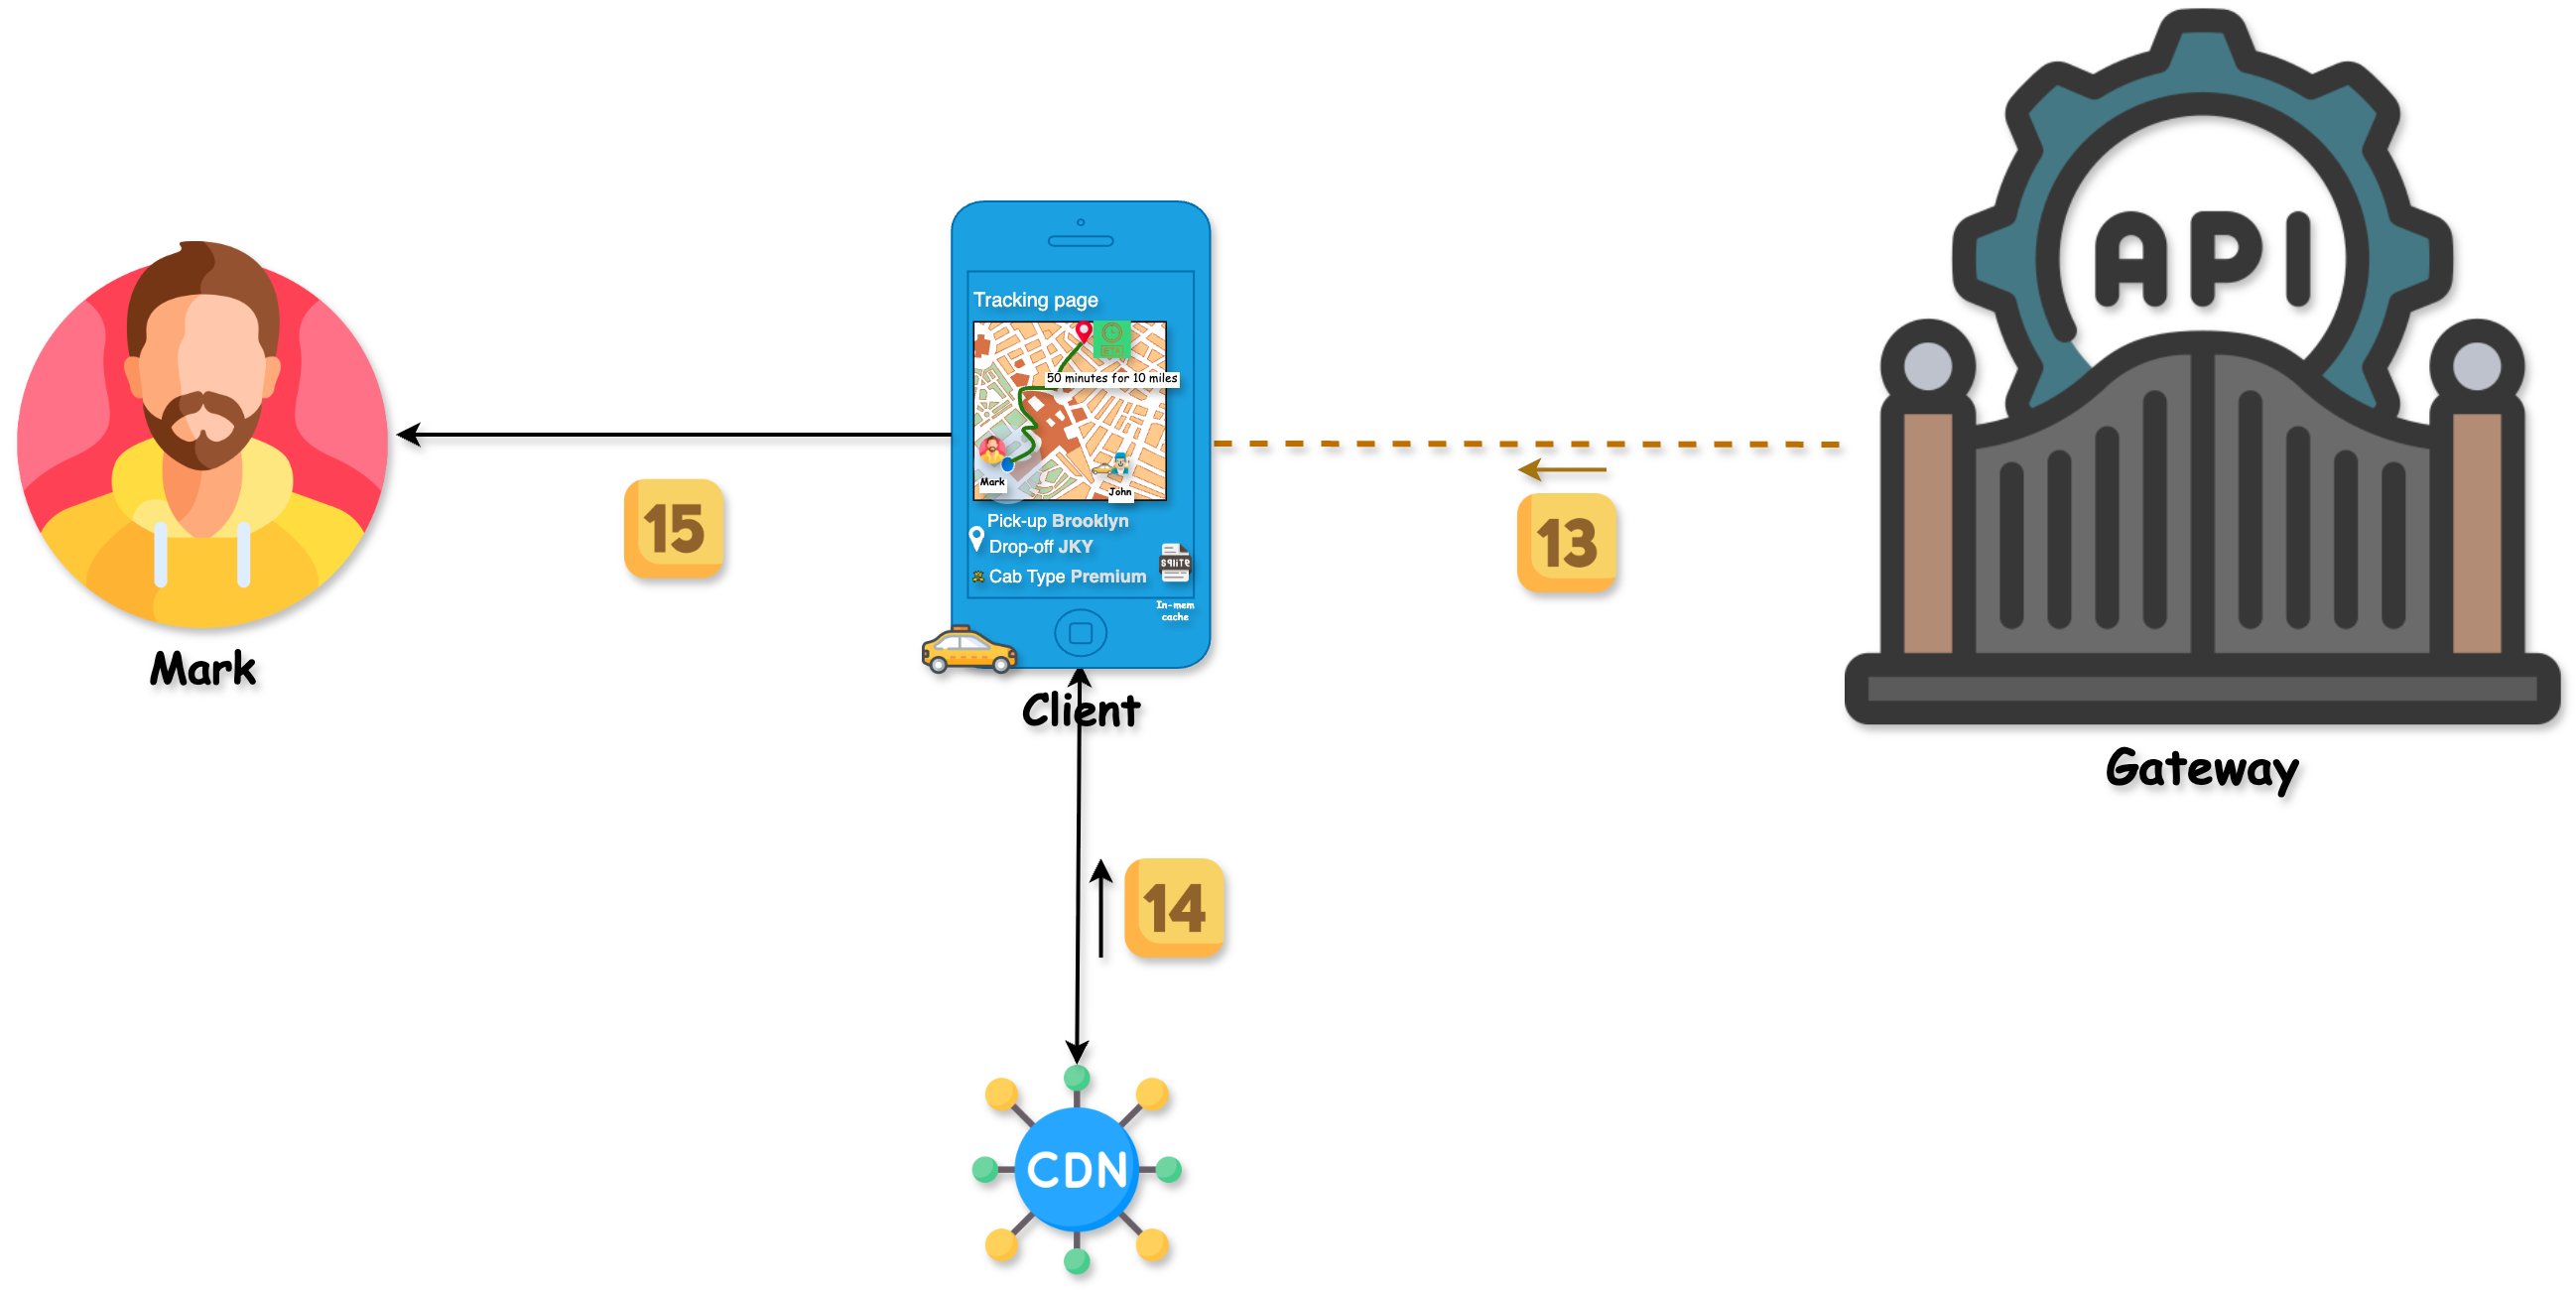 API
Tracking page
50 minutes for 10 miles
Mark
John
Pick-up Brooklyn
Drop-off JKY
Cab Type Premium
sqlite
In-mem
cache
15
13
Mark
Client
Gateway
14
CDN